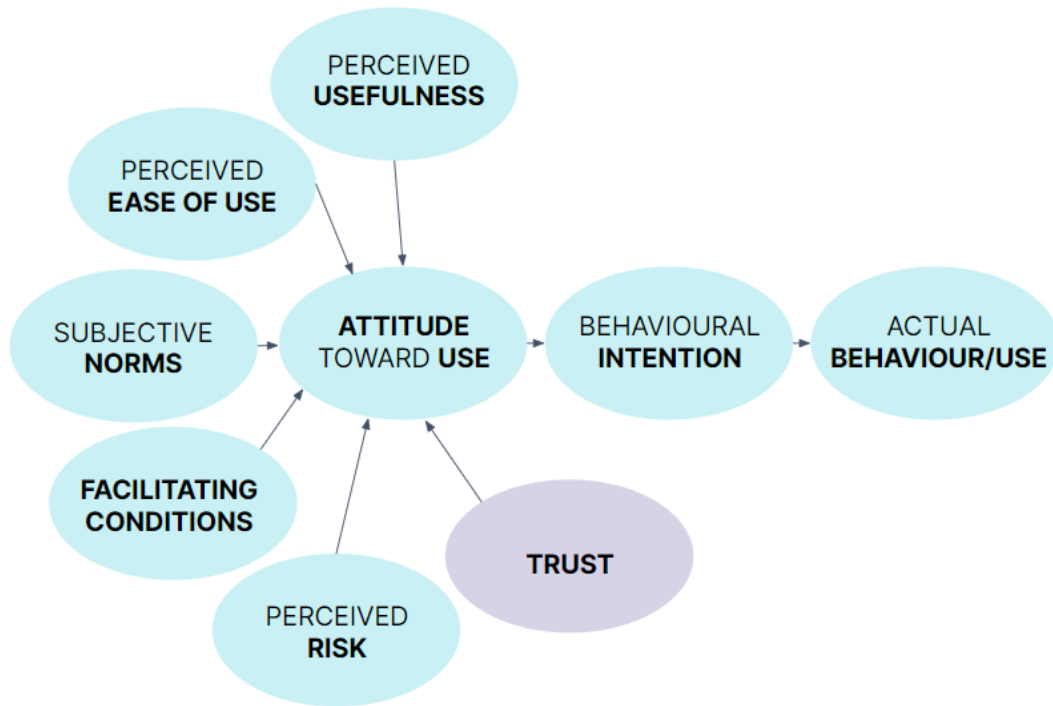 PERCEIVED
USEFULNESS
PERCEIVED
EASE OF USE
SUBJECTIVE
NORMS
ATTITUDE
TOWARD USE
BEHAVIOURAL
INTENTION
ACTUAL
BEHAVIOUR/USE
FACILITATING
CONDITIONS
TRUST
PERCEIVED
RISK